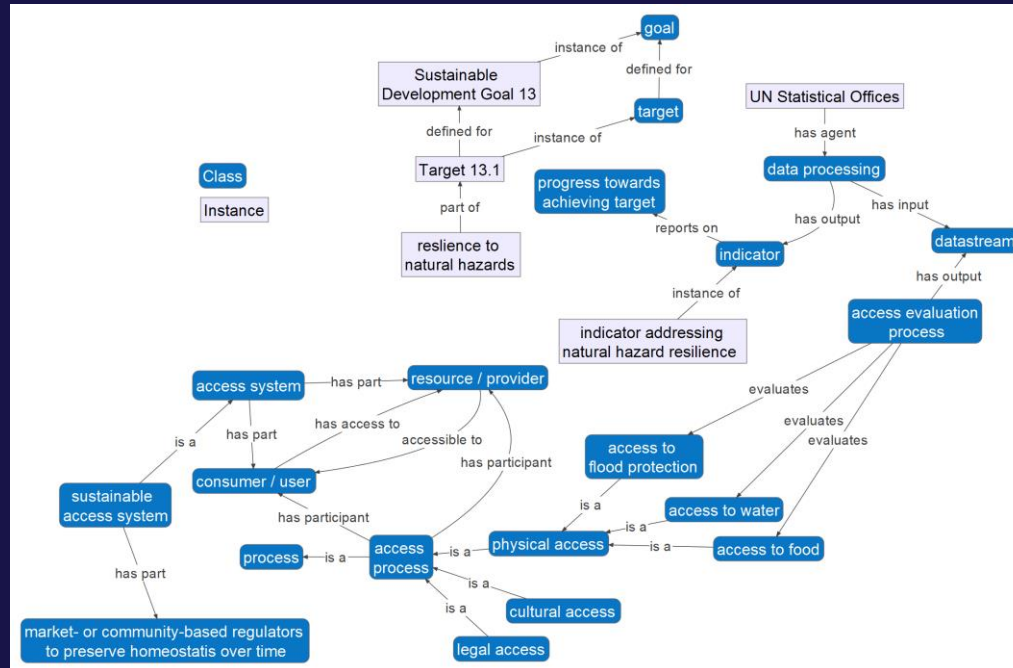 goal
instance of
Sustainable
Development Goal 13
defined for
UN Statistical Offices
target
defined for
instance of
has agent
Class
Target 13.1
data processing
progress towards
achieving target
Instance
part of
has output
has input
reports on
reslience to
natural hazards
indicator
datastream
has output
instance of
access evaluation
process
indicator addressing
natural hazard resilience
access system
has part
resource / provider
evaluates
has access to
evaluates
is a
has part
accessible to
evaluates
has participant
access to
flood protection
consumer / user
sustainable
access system
is a
access to water
has participant
is a
process
is a
access
process
is a
physical access
is a
access to food
has part
is a
cultural access
is a
market- or community-based regulators
to preserve homeostatis over time
legal access